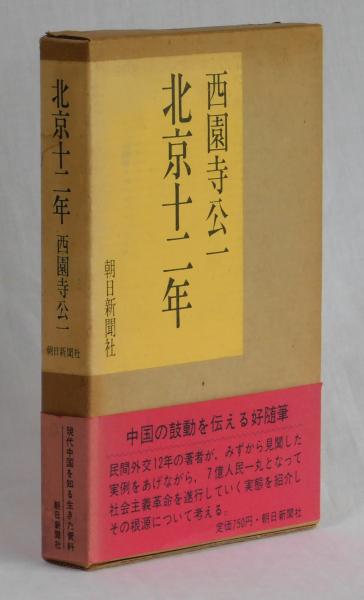 北京十二年 西園寺公一
朝日新聞社
現代中国を知る生きた資料
朝日新聞社
西園寺公一
北京十二年
朝日新聞社
中国の鼓動を伝える好随筆
民間外交12年の著者が、みずから見聞した
実例をあげながら、7億人民一丸となって
社会主義革命を遂行していく実態を紹介し
その根源について考える。
定価750円・朝日新聞社